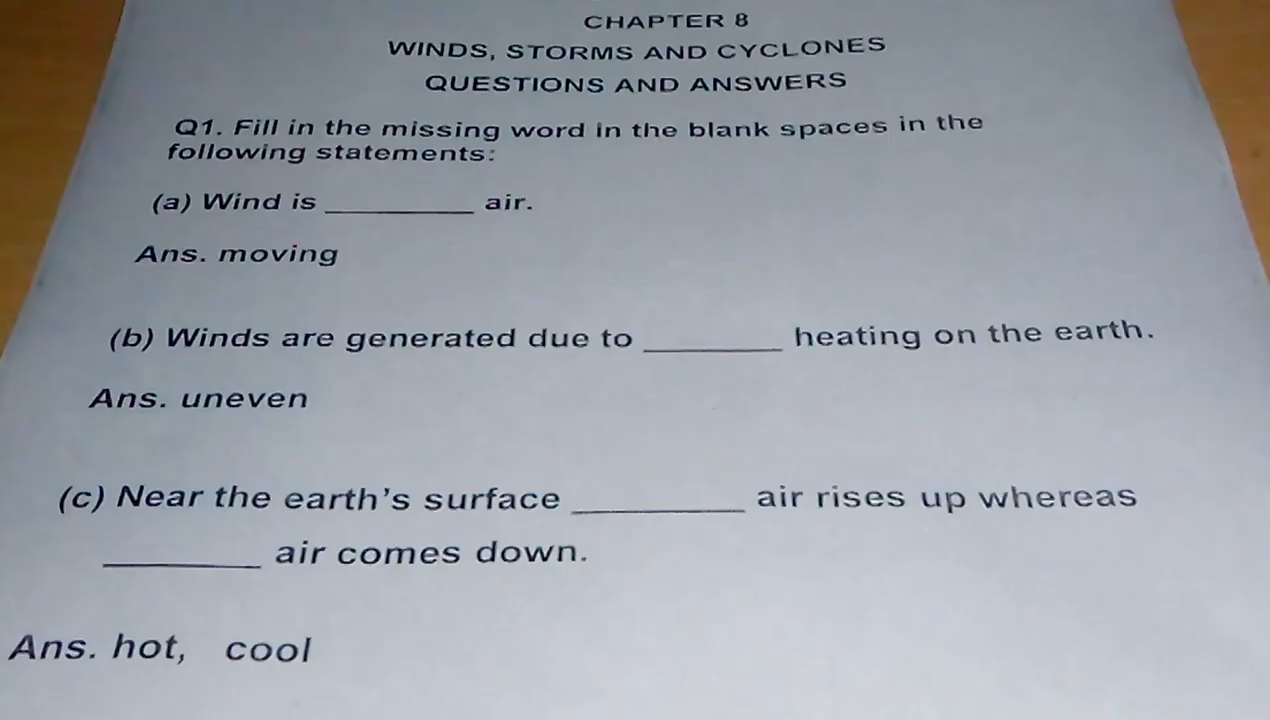 CHAPTER 8
WINDS, STORMS AND CYCLONES
QUESTIONS AND ANSWERS
Q1. Fill in the missing word in the blank spaces in the
following statements:
(a) Wind is __________ air.
Ans. moving
(b) Winds are generated due to ________ heating on the earth.
Ans. uneven
(c) Near the earth's surface __________ air rises up whereas
_________ air comes down.
Ans. hot, cool